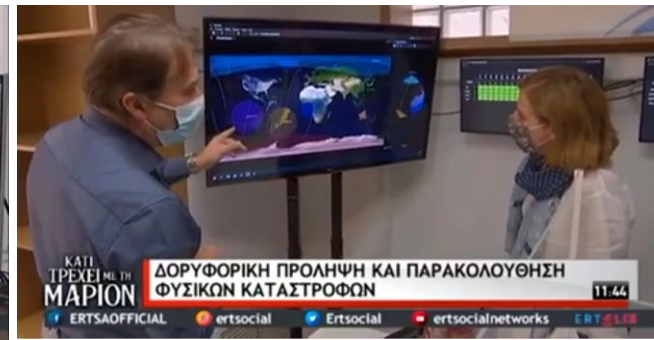 ΚΑΤΙ
ΤΡΕΧΕΙ ΜΕ ΤΗ
ΜΑΡΙΟΝ
ΔΟΡΥΦΟΡΙΚΗ ΠΡΟΛΗΨΗ ΚΑΙ ΠΑΡΑΚΟΛΟΥΘΗΣΗ
ΦΥΣΙΚΩΝ ΚΑΤΑΣΤΡΟΦΩΝ
11:44
ERTSAOFFICIAL ertsocial Ertsocial ertsocialnetworks ERTFLIX